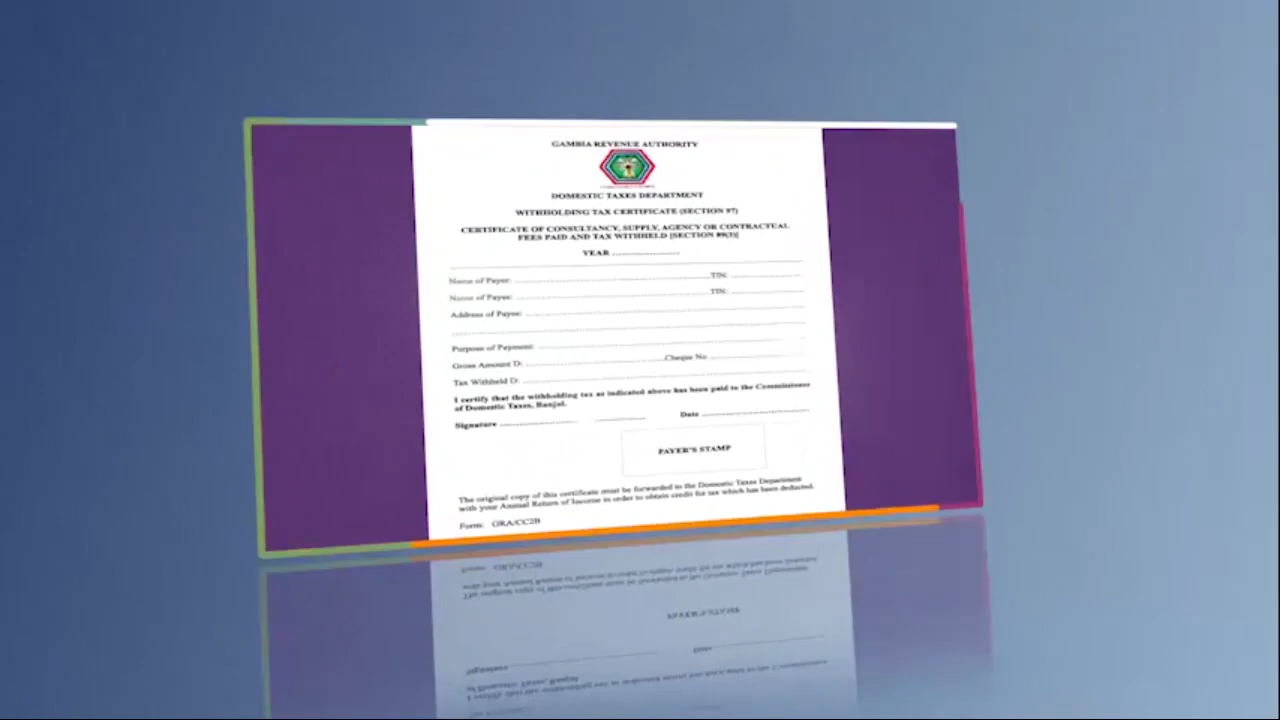 GAMBIA REVENUE AUTHORITY
DOMESTIC TAXES DEPARTMENT
WITHHOLDING TAX CERTIFICATE (SECTION 97)
CERTIFICATE OF CONSULTANCY, SUPPLY, AGENCY OR CONTRACTUAL
FEES PAID AND TAX WITHHELD [SECTION 89(3)]
YEAR ........................
Name of Payer: ........................ TIN: ........................
Name of Payee: ........................ TIN: ........................
Address of Payee: ........................
Purpose of Payment: ........................
Gross Amount D: ........................ Cheque No ........................
Tax Withheld D: ........................
I certify that the withholding tax as indicated above has been paid to the Commissioner
of Domestic Taxes, Banjul.
Signature ........................ Date ........................
PAYER'S STAMP
The original copy of this certificate must be forwarded to the Domestic Taxes Department
with your Annual Return of Income in order to obtain credit for tax which has been deducted.
Form: GRA/CC2B